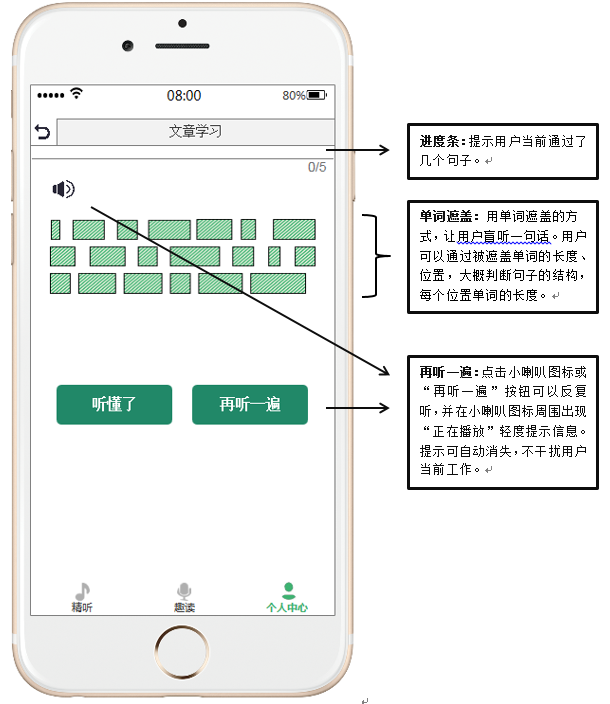 08:00
80%
文章学习
0/5
听懂了
再听一遍
精听
趣读
个人中心
进度条：提示用户当前通过了
几个句子。
单词遮盖：用单词遮盖的方
式，让用户盲听一句话。用户
可以通过被遮盖单词的长度、
位置，大概判断句子的结构，
每个位置单词的长度。
再听一遍：点击小喇叭图标或
“再听一遍”按钮可以反复
听，并在小喇叭图标周围出现
“正在播放”轻度提示信息。
提示可自动消失，不干扰用户
当前工作。